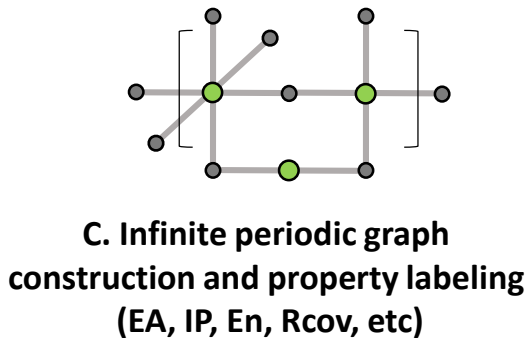 C. Infinite periodic graph
construction and property labeling
(EA, IP, En, Rcov, etc)